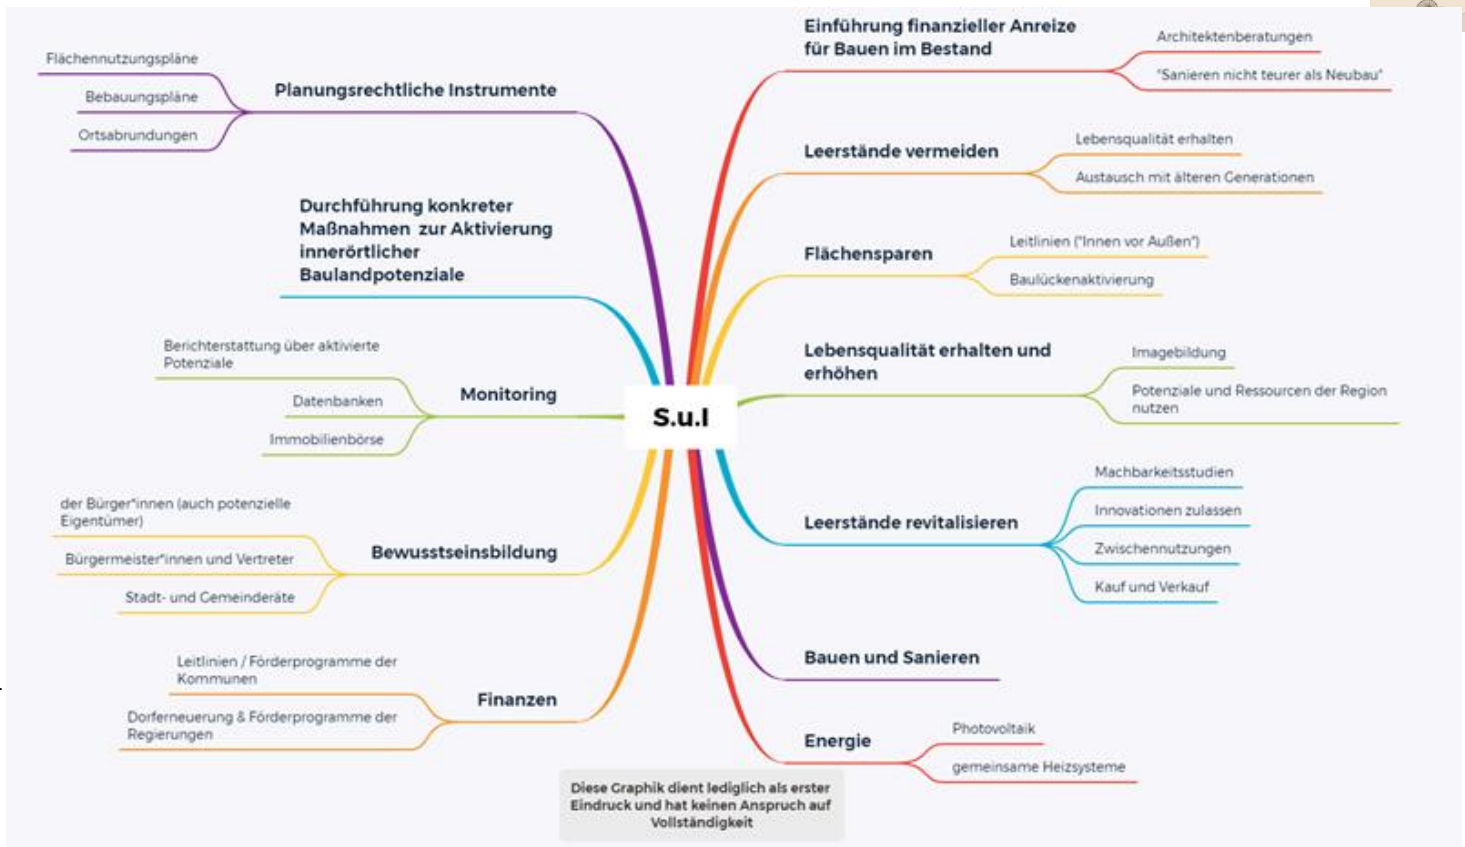 Einführung finanzieller Anreize
für Bauen im Bestand
Architektenberatungen
"Sanieren nicht teurer als Neubau"
Flächennutzungspläne
Bebauungspläne
Ortsabrundungen
Planungsrechtliche Instrumente
Leerstände vermeiden
Lebensqualität erhalten
Austausch mit älteren Generationen
Durchführung konkreter
Maßnahmen zur Aktivierung
innerörtlicher
Baulandpotenziale
Flächensparen
Leitlinien ("Innen vor Außen")
Baulückenaktivierung
Berichterstattung über aktivierte
Potenziale
Datenbanken
Immobilienbörse
Monitoring
Lebensqualität erhalten und
erhöhen
Imagebildung
Potenziale und Ressourcen der Region
nutzen
S.u.I
der Bürger*innen (auch potenzielle
Eigentümer)
Bürgermeister*innen und Vertreter
Stadt- und Gemeinderäte
Bewusstseinsbildung
Leerstände revitalisieren
Machbarkeitsstudien
Innovationen zulassen
Zwischennutzungen
Kauf und Verkauf
Leitlinien / Förderprogramme der
Kommunen
Dorferneuerung & Förderprogramme der
Regierungen
Finanzen
Bauen und Sanieren
Energie
Photovoltaik
gemeinsame Heizsysteme
Diese Graphik dient lediglich als erster
Eindruck und hat keinen Anspruch auf
Vollständigkeit